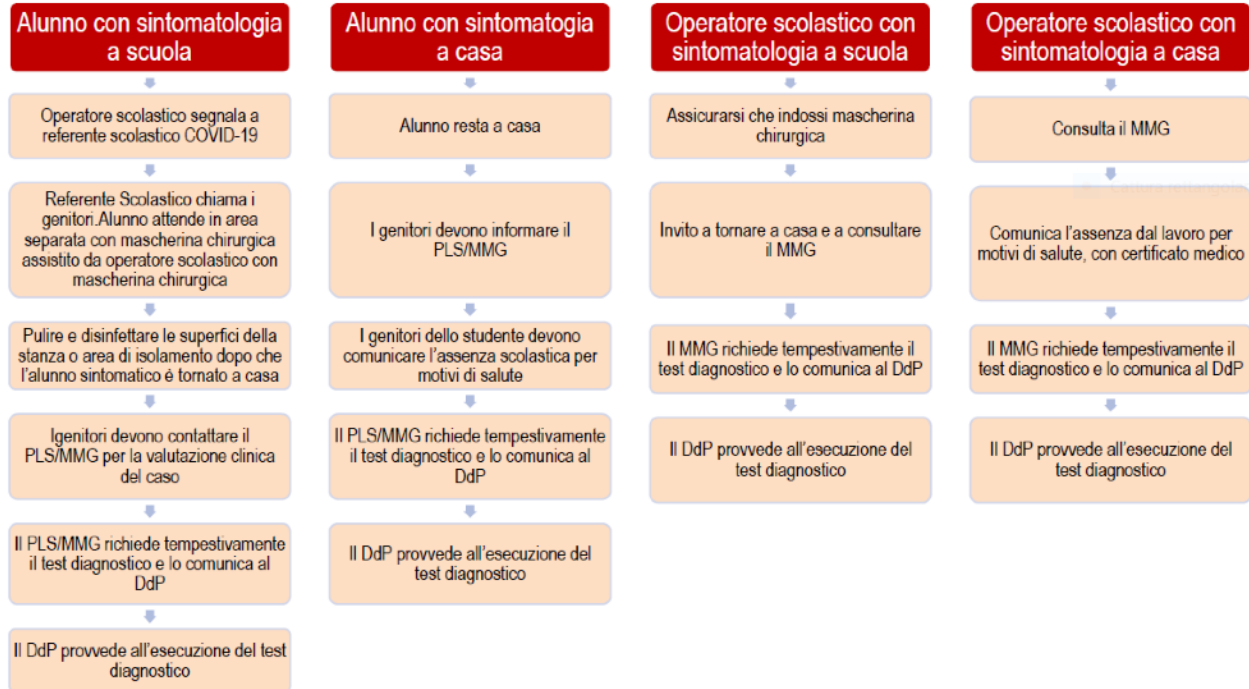 Alunno con sintomatologia
a scuola
Operatore scolastico segnala a
referente scolastico COVID-19
Referente Scolastico chiama i
genitori.Alunno attende in area
separata con mascherina chirurgica
assistito da operatore scolastico con
mascherina chirurgica
Pulire e disinfettare le superfici della
stanza o area di isolamento dopo che
l'alunno sintomatico è tornato a casa
Igenitori devono contattare il
PLS/MMG per la valutazione clinica
del caso
Il PLS/MMG richiede tempestivamente
il test diagnostico e lo comunica al
DdP
Il DdP provvede all'esecuzione del test
diagnostico
Alunno con sintomatogia
a casa
Alunno resta a casa
I genitori devono informare il
PLS/MMG
I genitori dello studente devono
comunicare l'assenza scolastica per
motivi di salute
Il PLS/MMG richiede tempestivamente
il test diagnostico e lo comunica al
DdP
Il DdP provvede all'esecuzione del
test diagnostico
Operatore scolastico con
sintomatologia a scuola
Assicurarsi che indossi mascherina
chirurgica
Invito a tornare a casa e a consultare
il MMG
Il MMG richiede tempestivamente il
test diagnostico e lo comunica al DdP
Il DdP provvede all'esecuzione del
test diagnostico
Operatore scolastico con
sintomatologia a casa
Consulta il MMG
Comunica l'assenza dal lavoro per
motivi di salute, con certificato medico
Il MMG richiede tempestivamente il
test diagnostico e lo comunica al DdP
Il DdP provvede all'esecuzione del
test diagnostico